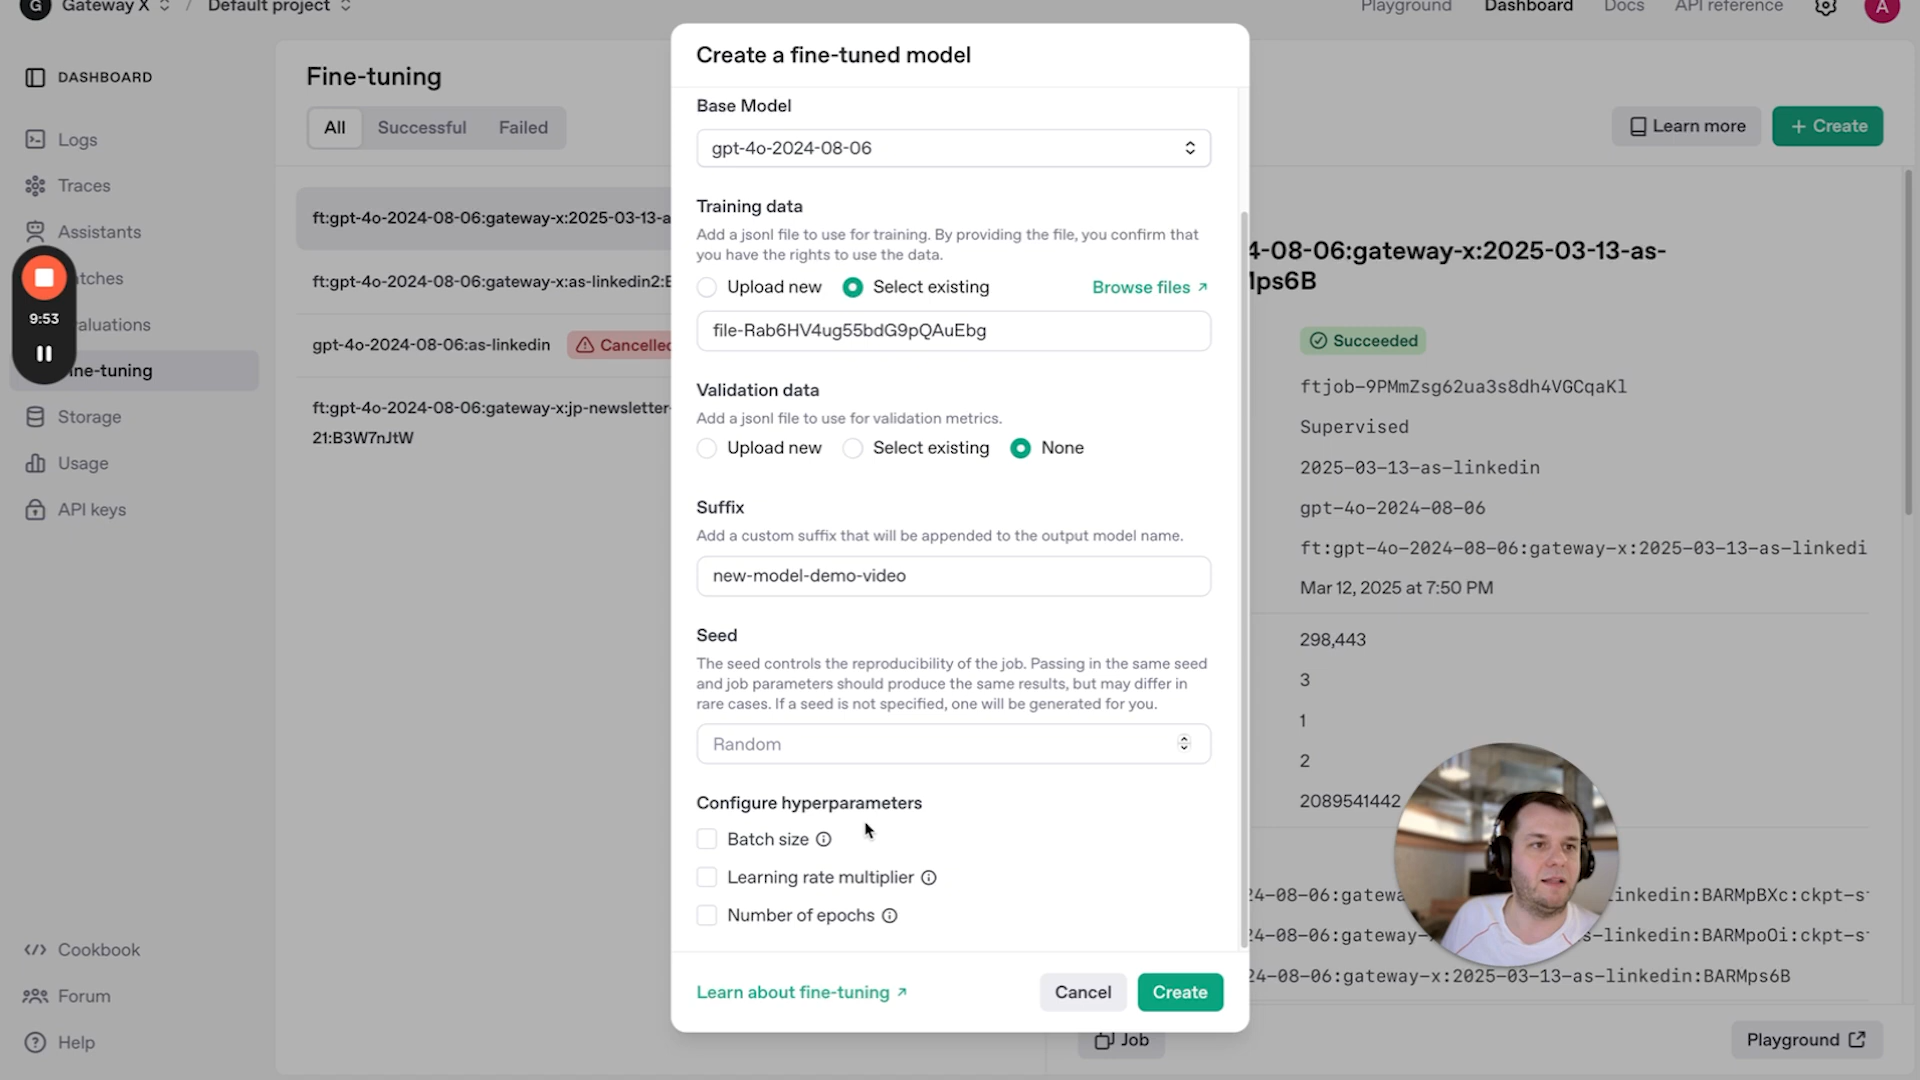 G Gateway X / Default project
Playground Dashboard Docs API reference A
DASHBOARD
Logs
Traces
Assistants
9:53
Fine-tuning
Storage
Usage
API keys
Cookbook
Forum
Help
Fine-tuning
All Successful Failed
Learn more + Create
ft:gpt-4o-2024-08-06:gateway-x:2025-03-13-a
ft:gpt-4o-2024-08-06:gateway-x:as-linkedin2:
gpt-4o-2024-08-06:as-linkedin Cancelled
ft:gpt-4o-2024-08-06:gateway-x:jp-newsletter-
21:B3W7nJtW
Create a fine-tuned model
Base Model
gpt-4o-2024-08-06
Training data
Add a jsonl file to use for training. By providing the file, you confirm that
you have the rights to use the data.
Upload new Select existing Browse files
file-Rab6HV4ug55bdG9pQAuEbg
Validation data
Add a jsonl file to use for validation metrics.
Upload new Select existing None
Suffix
Add a custom suffix that will be appended to the output model name.
new-model-demo-video
Seed
The seed controls the reproducibility of the job. Passing in the same seed
and job parameters should produce the same results, but may differ in
rare cases. If a seed is not specified, one will be generated for you.
Random
Configure hyperparameters
Batch size
Learning rate multiplier
Number of epochs
Learn about fine-tuning Cancel Create
4-08-06:gateway-x:2025-03-13-as-
lps6B
Succeeded
ftjob-9PMmZsg62ua3s8dh4VGCqaKl
Supervised
2025-03-13-as-linkedin
gpt-4o-2024-08-06
ft:gpt-4o-2024-08-06:gateway-x:2025-03-13-as-linkedi
Mar 12, 2025 at 7:50 PM
298,443
3
1
2
2089541442
24-08-06:gatewa inkedin:BARMpBXc:ckpt-s
24-08-06:gateway- s-linkedin:BARMpoOi:ckpt-s
24-08-06:gateway-x:2025-03-13-as-linkedin:BARMps6B
Job Playground